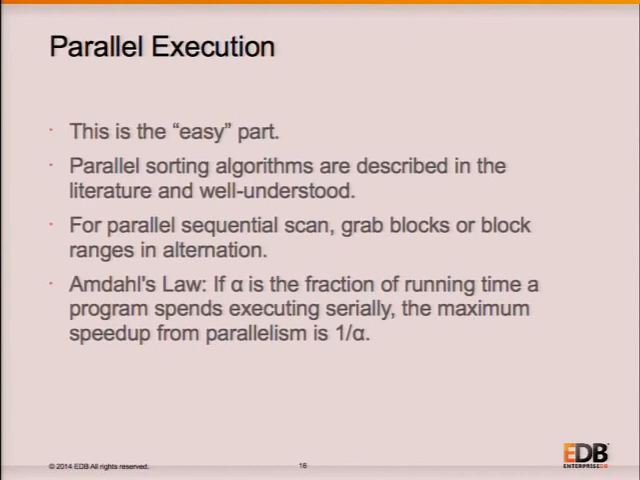 Parallel Execution
This is the “easy” part.
Parallel sorting algorithms are described in the
literature and well-understood.
For parallel sequential scan, grab blocks or block
ranges in alternation.
Amdahl's Law: If α is the fraction of running time a
program spends executing serially, the maximum
speedup from parallelism is 1/α.
© 2014 EDB All rights reserved.
16
EDB
ENTERPRISEDB